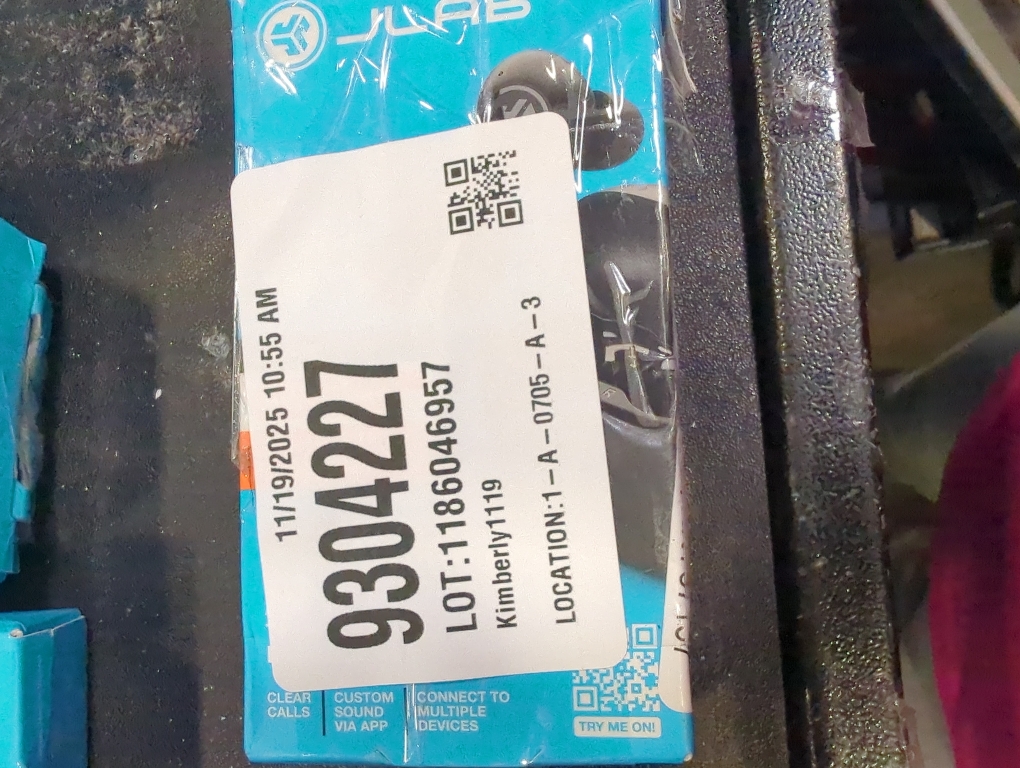 JLAB
11/19/2025 10:55 AM
9304227
LOT:1186046957
Kimberly1119
LOCATION:1-A-0705-A-3
CLEAR
CALLS
CUSTOM
SOUND
VIA APP
CONNECT TO
MULTIPLE
DEVICES
TRY ME ON!